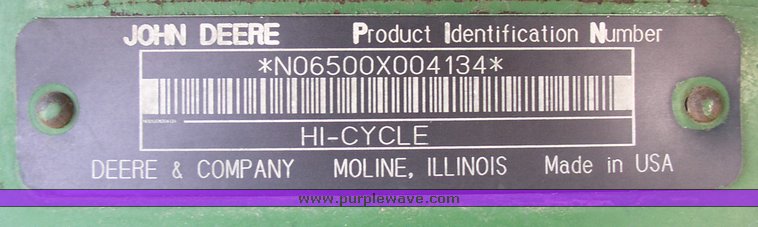 JOHN DEERE Product Identification Number
*N06500X004134*
HI-CYCLE
DEERE & COMPANY MOLINE, ILLINOIS Made in USA
www.purplewave.com